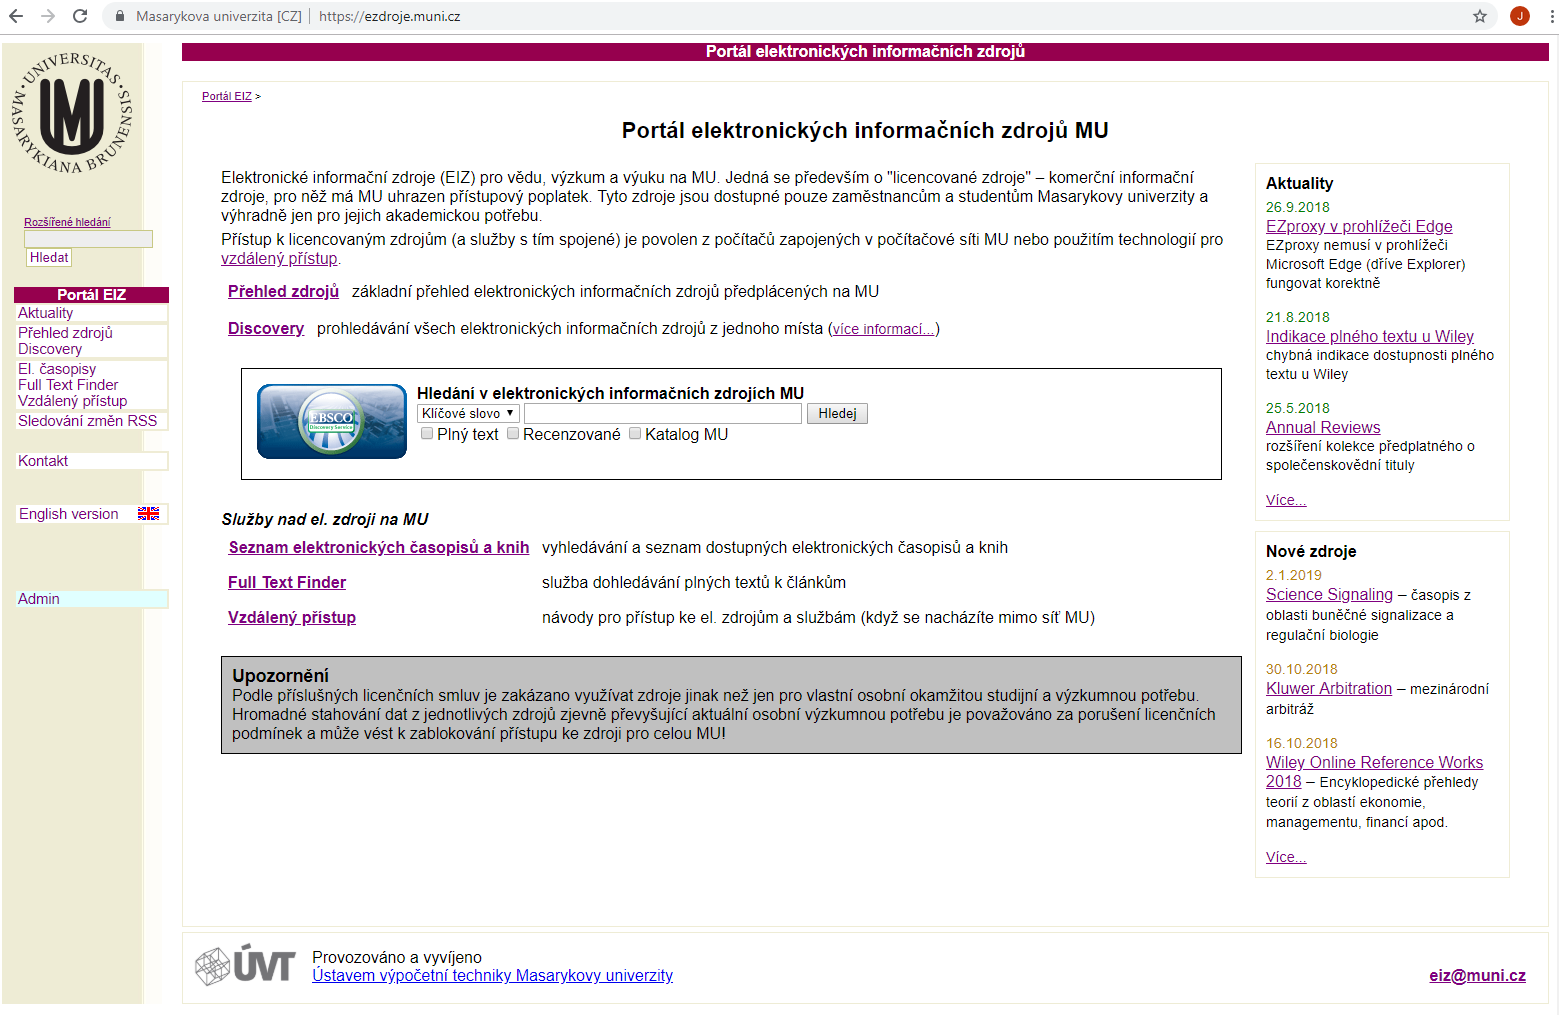 Masarykova univerzita [CZ] | https://ezdroje.muni.cz
J
UNIVERSITAS MASARYKIANA BRUNENSIS
Rozšířené hledání
Hledat
Portál EIZ
Aktuality
Přehled zdrojů
Discovery
El. časopisy
Full Text Finder
Vzdálený přístup
Sledování změn RSS
Kontakt
English version
Admin
Portál elektronických informačních zdrojů
Portál EIZ >
Portál elektronických informačních zdrojů MU
Elektronické informační zdroje (EIZ) pro vědu, výzkum a výuku na MU. Jedná se především o "licencované zdroje" – komerční informační
zdroje, pro něž má MU uhrazen přístupový poplatek. Tyto zdroje jsou dostupné pouze zaměstnancům a studentům Masarykovy univerzity a
výhradně jen pro jejich akademickou potřebu.
Přístup k licencovaným zdrojům (a služby s tím spojené) je povolen z počítačů zapojených v počítačové síti MU nebo použitím technologií pro
vzdálený přístup.
Přehled zdrojů základní přehled elektronických informačních zdrojů předplácených na MU
Discovery prohledávání všech elektronických informačních zdrojů z jednoho místa (více informací...)
EBSCO
Discovery Service
Hledání v elektronických informačních zdrojích MU
Klíčové slovo ▼ Hledej
Plný text Recenzované Katalog MU
Služby nad el. zdroji na MU
Seznam elektronických časopisů a knih vyhledávání a seznam dostupných elektronických časopisů a knih
Full Text Finder služba dohledávání plných textů k článkům
Vzdálený přístup návody pro přístup ke el. zdrojům a službám (když se nacházíte mimo síť MU)
Upozornění
Podle příslušných licenčních smluv je zakázano využívat zdroje jinak než jen pro vlastní osobní okamžitou studijní a výzkumnou potřebu.
Hromadné stahování dat z jednotlivých zdrojů zjevně převyšující aktuální osobní výzkumnou potřebu je považováno za porušení licenčních
podmínek a může vést k zablokování přístupu ke zdroji pro celou MU!
Aktuality
26.9.2018
EZproxy v prohlížeči Edge
EZproxy nemusí v prohlížeči
Microsoft Edge (dříve Explorer)
fungovat korektně
21.8.2018
Indikace plného textu u Wiley
chybná indikace dostupnosti plného
textu u Wiley
25.5.2018
Annual Reviews
rozšíření kolekce předplatného o
společenskovědní tituly
Více...
Nové zdroje
2.1.2019
Science Signaling – časopis z
oblasti buněčné signalizace a
regulační biologie
30.10.2018
Kluwer Arbitration – mezinárodní
arbitráž
16.10.2018
Wiley Online Reference Works
2018 – Encyklopedické přehledy
teorií z oblastí ekonomie,
managementu, financí apod.
Více...
ÚVT
Provozováno a vyvíjeno
Ústavem výpočetní techniky Masarykovy univerzity
eiz@muni.cz